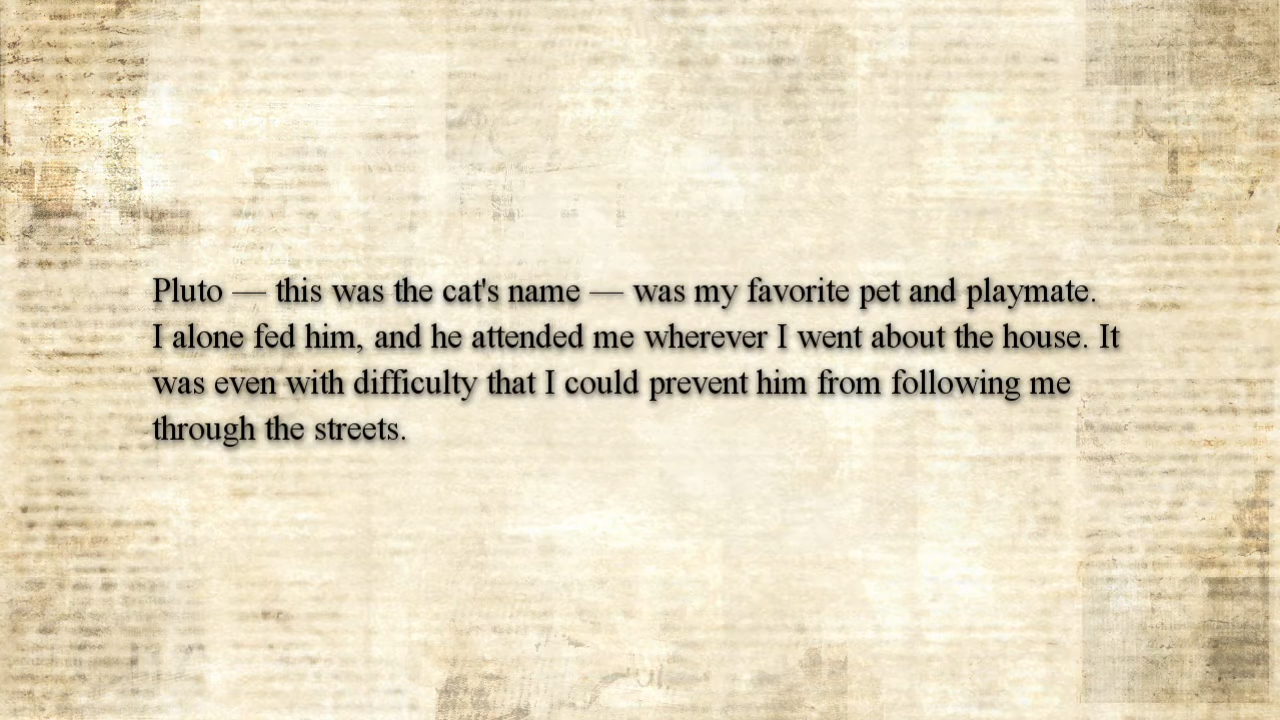 Pluto — this was the cat's name — was my favorite pet and playmate.
I alone fed him, and he attended me wherever I went about the house. It
was even with difficulty that I could prevent him from following me
through the streets.